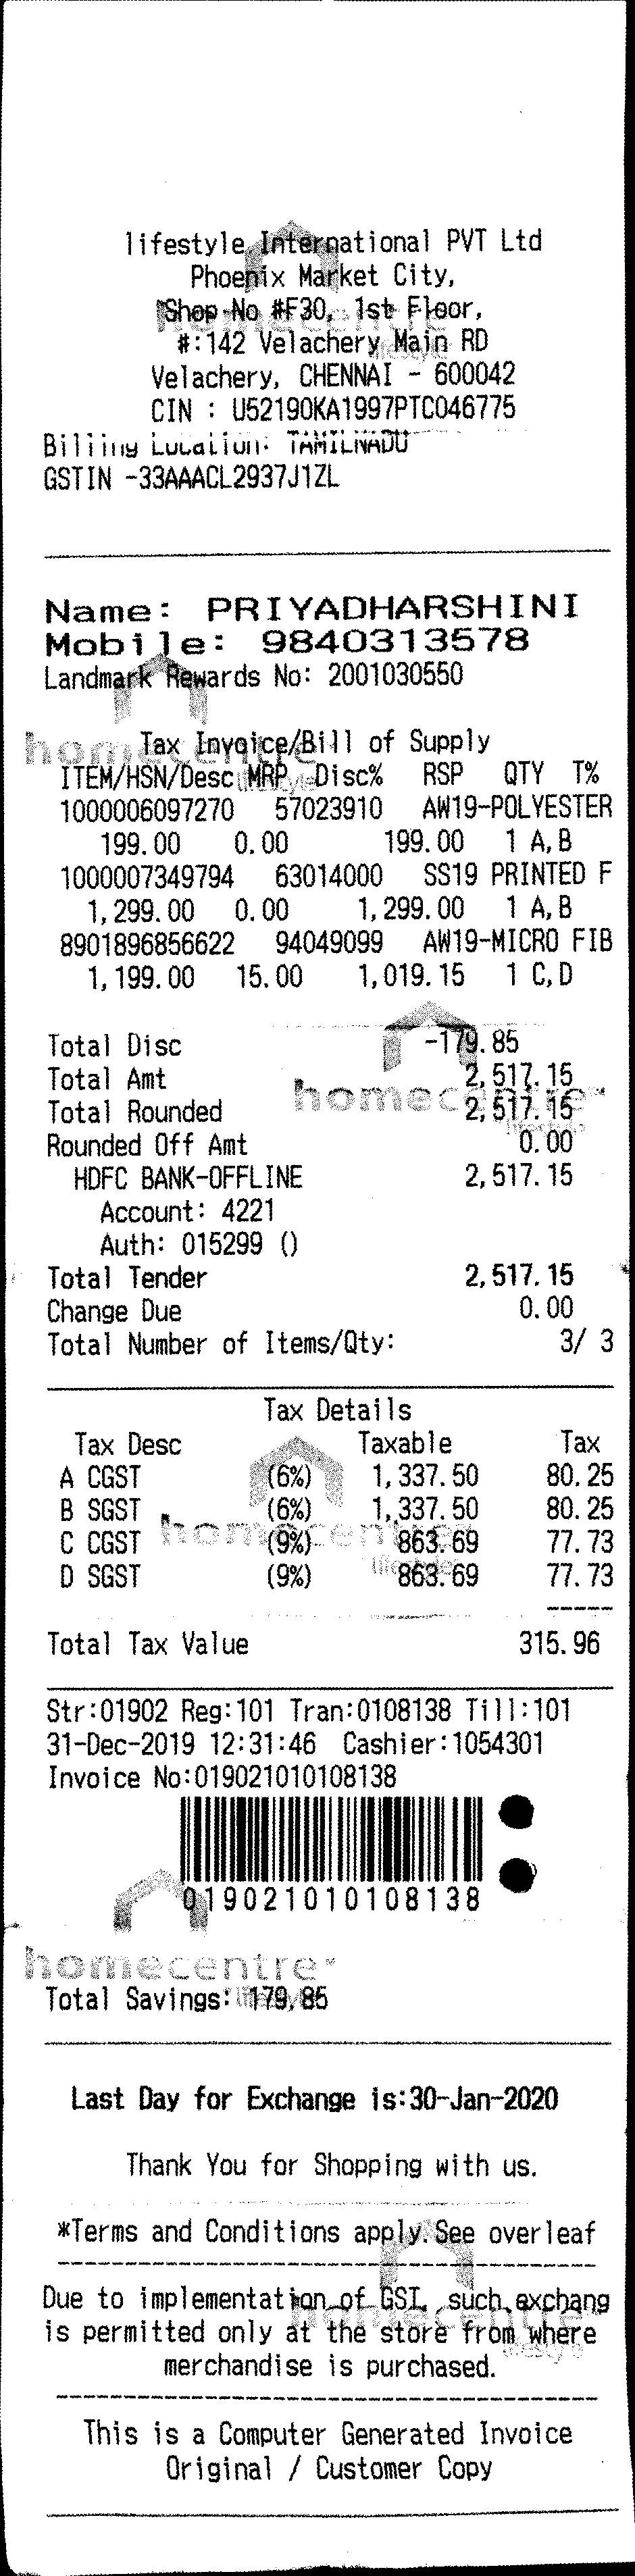 lifestyle International PVT Ltd
Phoenix Market City,
Shop No #F30, 1st Floor,
#:142 Velachery Main RD
Velachery, CHENNAI - 600042
CIN : U52190KA1997PTC046775
Billing Location: TAMILNADU
GSTIN -33AAACL2937J1ZL
Name: PRIYADHARSHINI
Mobile: 9840313578
Landmark Rewards No: 2001030550
homecentre
lifestyle
Tax Invoice/Bill of Supply
ITEM/HSN/Desc MRP Disc% RSP QTY T%
1000006097270 57023910 AW19-POLYESTER
199.00 0.00 199.00 1 A,B
1000007349794 63014000 SS19 PRINTED F
1,299.00 0.00 1,299.00 1 A,B
8901896856622 94049099 AW19-MICRO FIB
1,199.00 15.00 1,019.15 1 C,D
Total Disc -179.85
Total Amt 2,517.15
homecentre
lifestyle
Total Rounded 2,517.15
Rounded Off Amt 0.00
HDFC BANK-OFFLINE 2,517.15
Account: 4221
Auth: 015299 ()
Total Tender 2,517.15
Change Due 0.00
Total Number of Items/Qty: 3/ 3
Tax Details
Tax Desc Taxable Tax
A CGST (6%) 1,337.50 80.25
B SGST (6%) 1,337.50 80.25
homecentre
lifestyle
C CGST (9%) 863.69 77.73
D SGST (9%) 863.69 77.73
Total Tax Value 315.96
Str:01902 Reg:101 Tran:0108138 Till:101
31-Dec-2019 12:31:46 Cashier:1054301
Invoice No:019021010108138
019021010108138
homecentre
lifestyle
Total Savings: 179.85
Last Day for Exchange is:30-Jan-2020
Thank You for Shopping with us.
*Terms and Conditions apply.See overleaf
Due to implementation of GST, such exchang
is permitted only at the store from where
merchandise is purchased.
homecentre
lifestyle
This is a Computer Generated Invoice
Original / Customer Copy